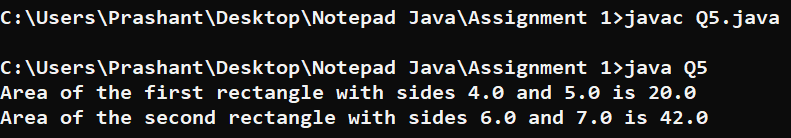 C:\Users\Prashant\Desktop\Notepad Java\Assignment 1>javac Q5.java
C:\Users\Prashant\Desktop\Notepad Java\Assignment 1>java Q5
Area of the first rectangle with sides 4.0 and 5.0 is 20.0
Area of the second rectangle with sides 6.0 and 7.0 is 42.0